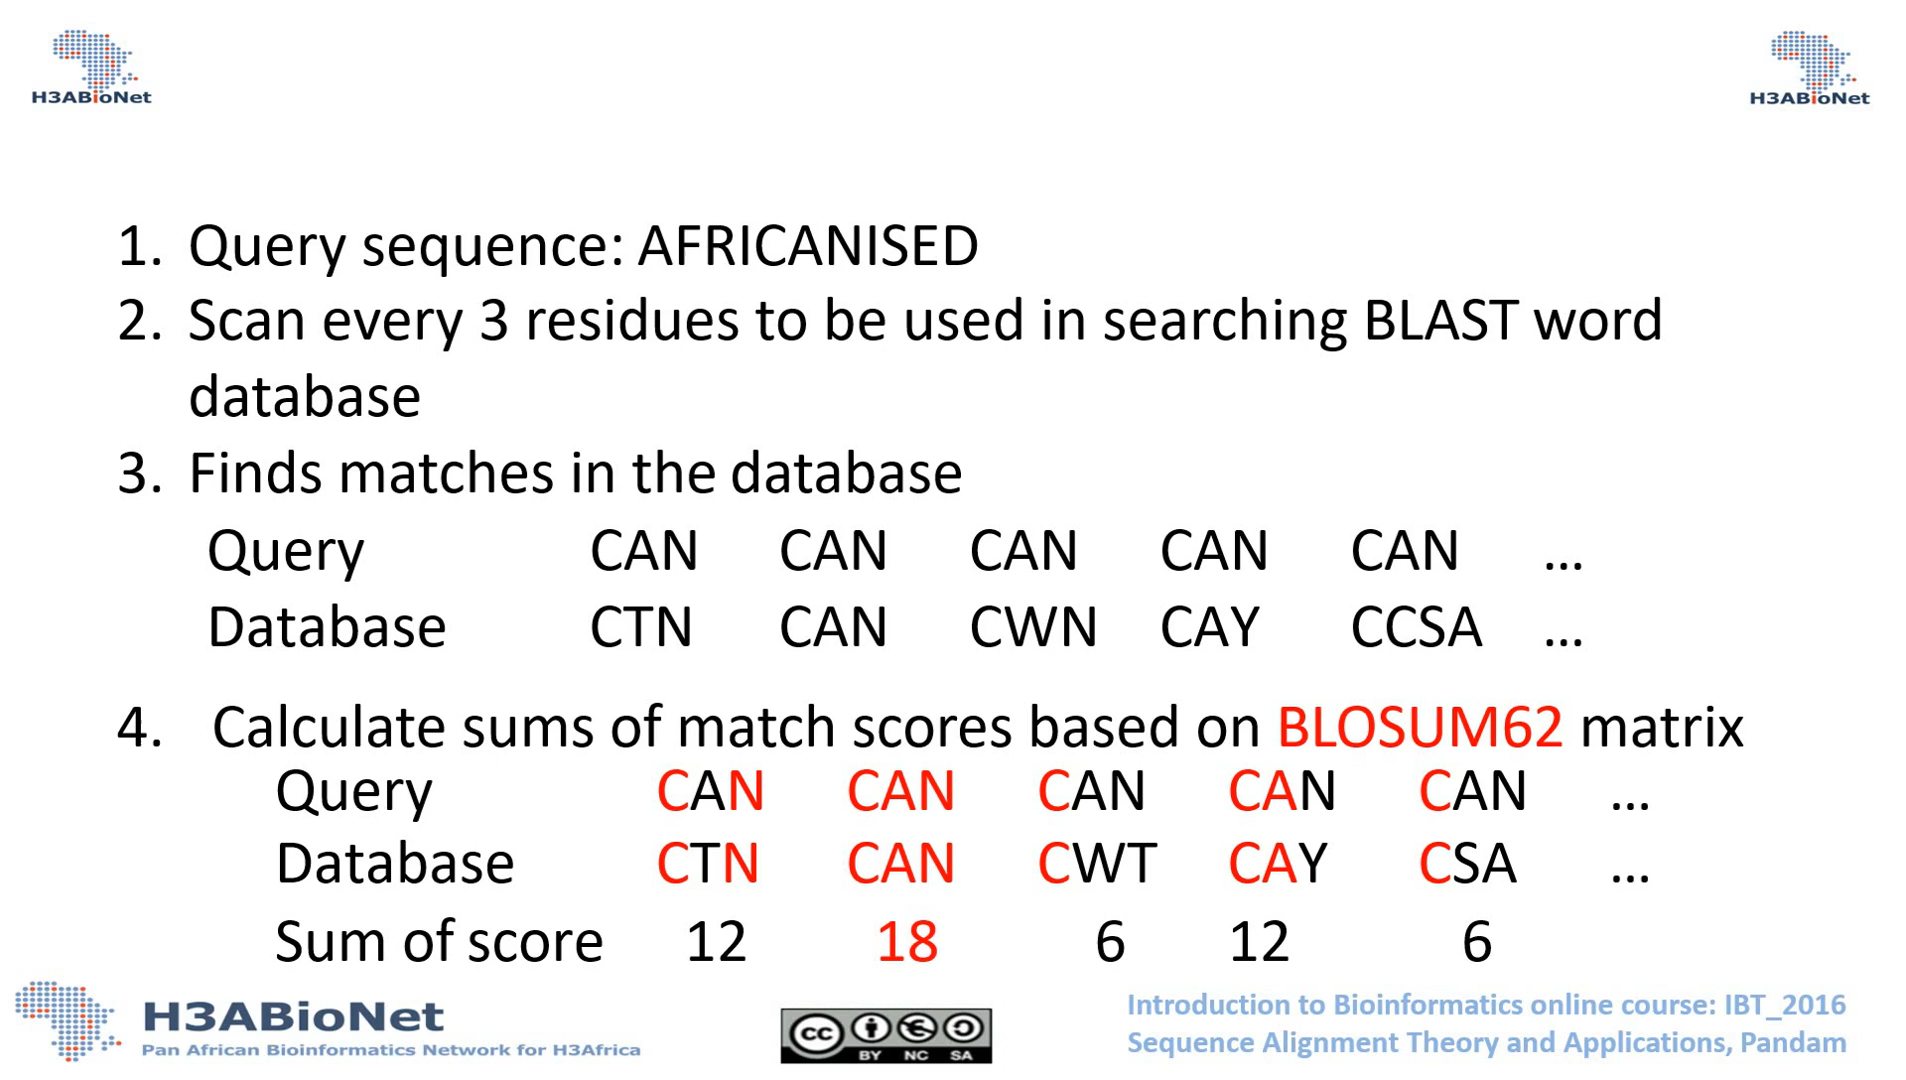 H3ABioNet
H3ABioNet
1. Query sequence: AFRICANISED
2. Scan every 3 residues to be used in searching BLAST word
database
3. Finds matches in the database
Query CAN CAN CAN CAN CAN ...
Database CTN CAN CWN CAY CCSA ...
4. Calculate sums of match scores based on BLOSUM62 matrix
Query CAN CAN CAN CAN CAN ...
Database CTN CAN CWT CAY CSA ...
Sum of score 12 18 6 12 6
H3ABioNet
Pan African Bioinformatics Network for H3Africa
cc
BY NC SA
Introduction to Bioinformatics online course: IBT_2016
Sequence Alignment Theory and Applications, Pandam